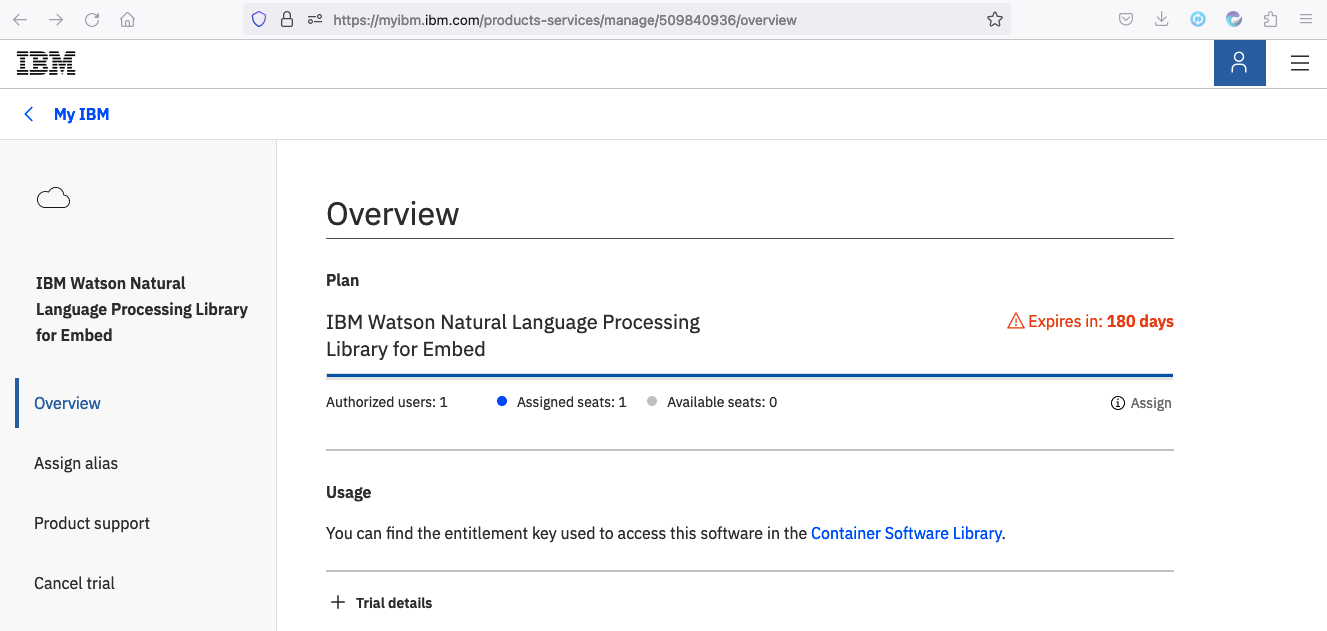 https://myibm.ibm.com/products-services/manage/509840936/overview
IBM
My IBM
IBM Watson Natural
Language Processing Library
for Embed
Overview
Assign alias
Product support
Cancel trial
Overview
Plan
IBM Watson Natural Language Processing
Library for Embed
Expires in: 180 days
Authorized users: 1
Assigned seats: 1
Available seats: 0
Assign
Usage
You can find the entitlement key used to access this software in the Container Software Library.
Trial details